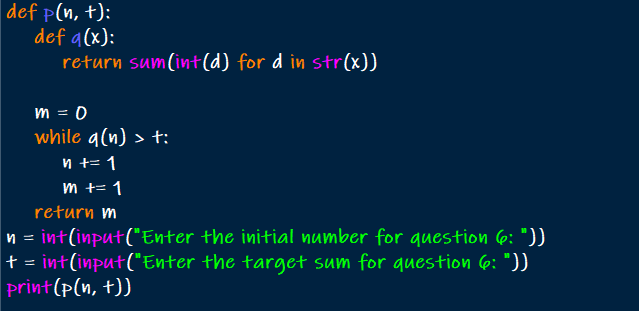 def p(n, t):
    def q(x):
        return sum(int(d) for d in str(x))

    m = 0
    while q(n) > t:
        n += 1
        m += 1
    return m
n = int(input("Enter the initial number for question 6: "))
t = int(input("Enter the target sum for question 6: "))
print(p(n, t))